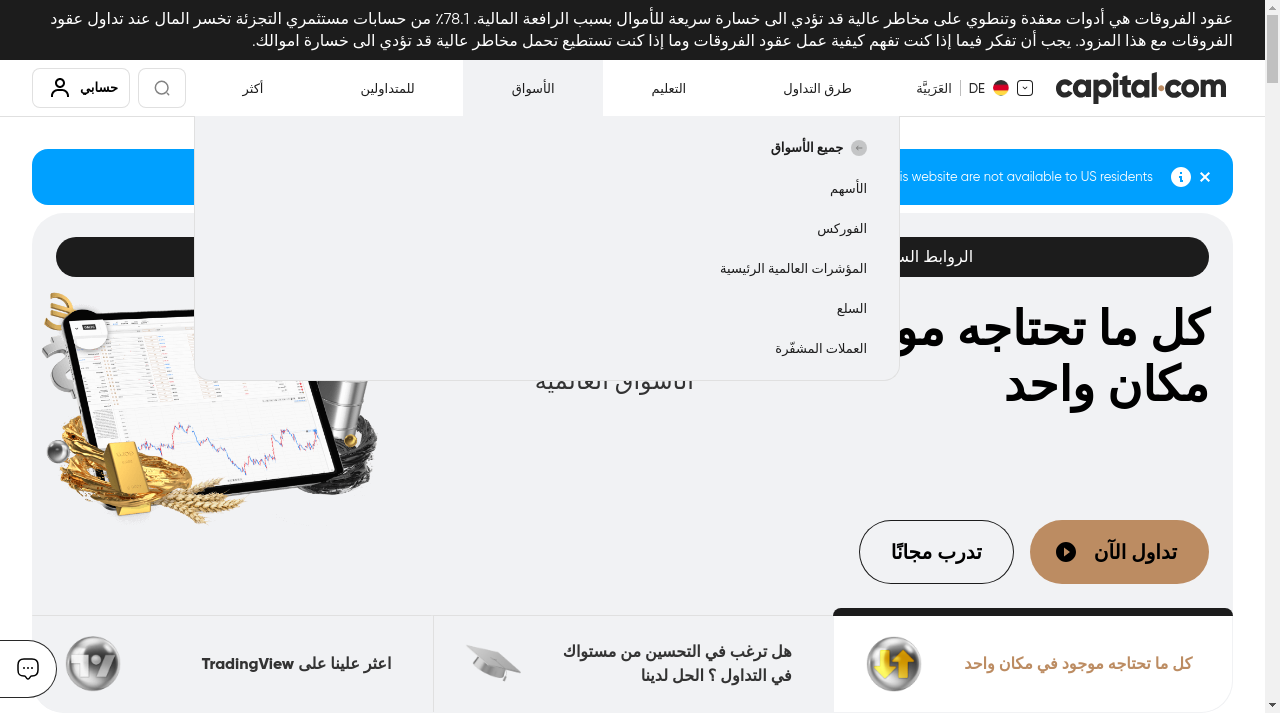 عقود الفروقات هي أدوات معقدة وتنطوي على مخاطر عالية قد تؤدي الى خسارة سريعة للأموال بسبب الرافعة المالية. 78.1٪ من حسابات مستثمري التجزئة تخسر المال عند تداول عقود
الفروقات مع هذا المزود. يجب أن تفكر فيما إذا كنت تفهم كيفية عمل عقود الفروقات وما إذا كنت تستطيع تحمل مخاطر عالية قد تؤدي الى خسارة اموالك.
capital.com
DE
العَرَبيَّة
طرق التداول
التعليم
الأسواق
للمتداولين
أكثر
حسابي
جميع الأسواق
الأسهم
الفوركس
المؤشرات العالمية الرئيسية
السلع
العملات المشفّرة
website are not available to US residents
الروابط
كل ما تحتاجه
مكان واحد
الأسواق العالمية
تداول الآن
تدرب مجانًا
كل ما تحتاجه موجود في مكان واحد
هل ترغب في التحسين من مستواك
في التداول ؟ الحل لدينا
اعثر علينا على TradingView